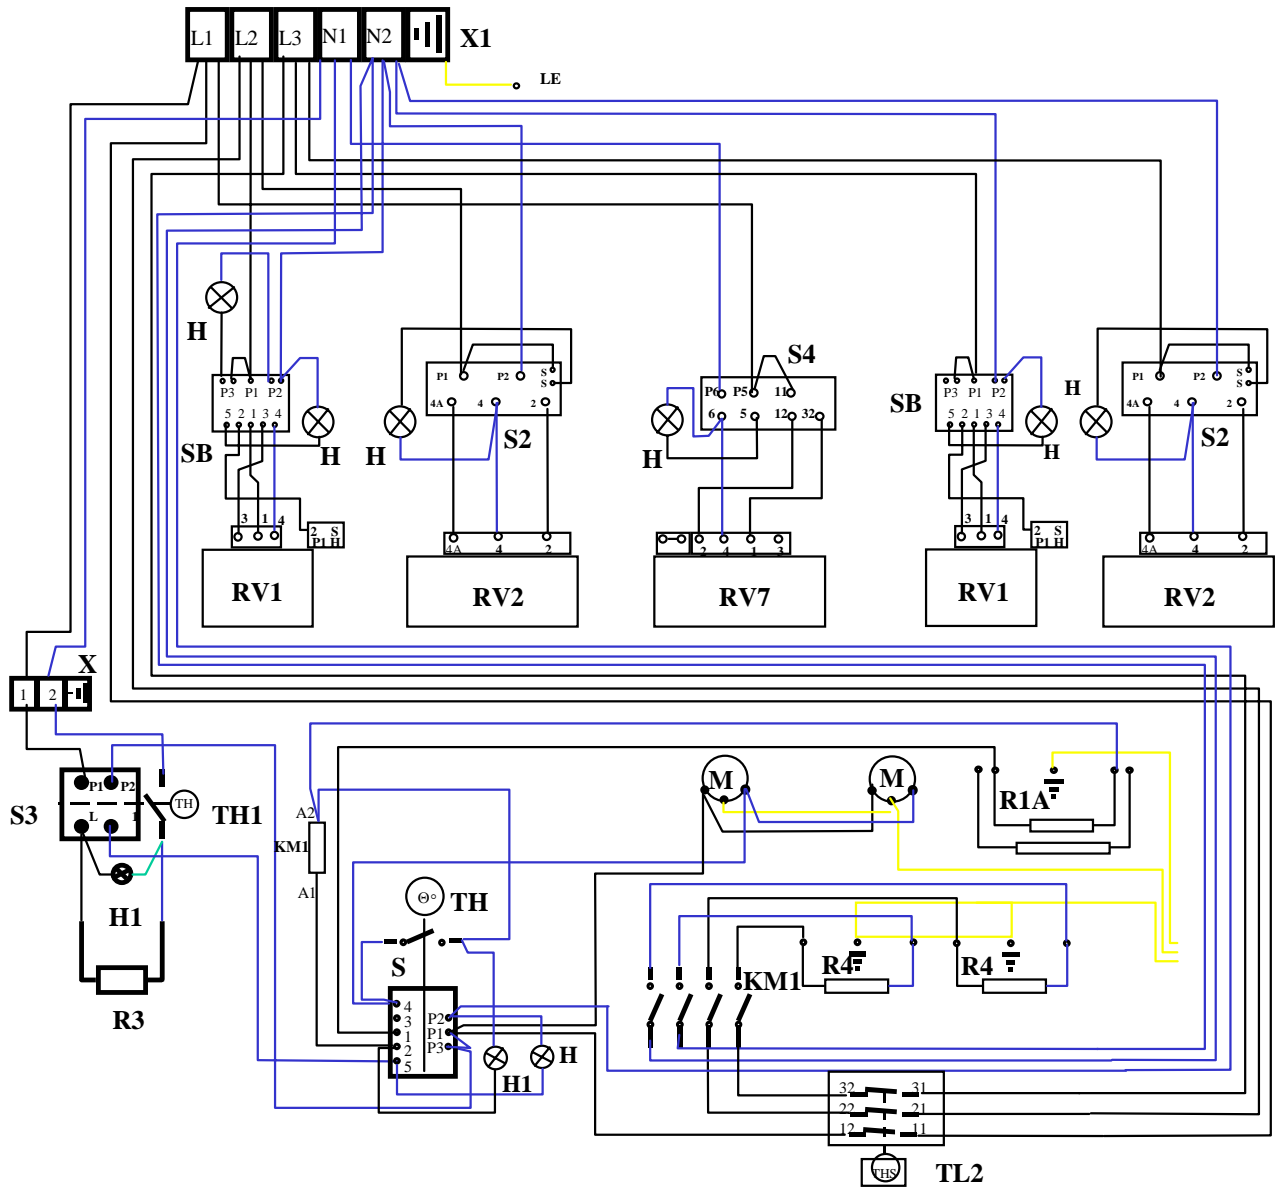 L1 L2 L3 N1 N2 X1
LE
H
P3 P1 P2
5 2 1 3 4
SB
H
3 1 4
2 S
P1 H
RV1
P1 P2 S
S
4A 4 2
H
S2
4A 4 2
RV2
S4
P6 P5 11
6 5 12 32
H
2 4 1 3
RV7
P3 P1 P2
5 2 1 3 4
SB
H
3 1 4
2 S
P1 H
RV1
H
P1 P2 S
S
4A 4 2
S2
4A 4 2
RV2
X
1 2
P1 P2
L 1
S3
TH
TH1
H1
R3
A2
KM1
A1
M M
R1A
Θ°
TH
S
4
3
1
2
5
P2
P1
P3
H1
H
KM1
R4
R4
32 31
22 21
12 11
THS
TL2